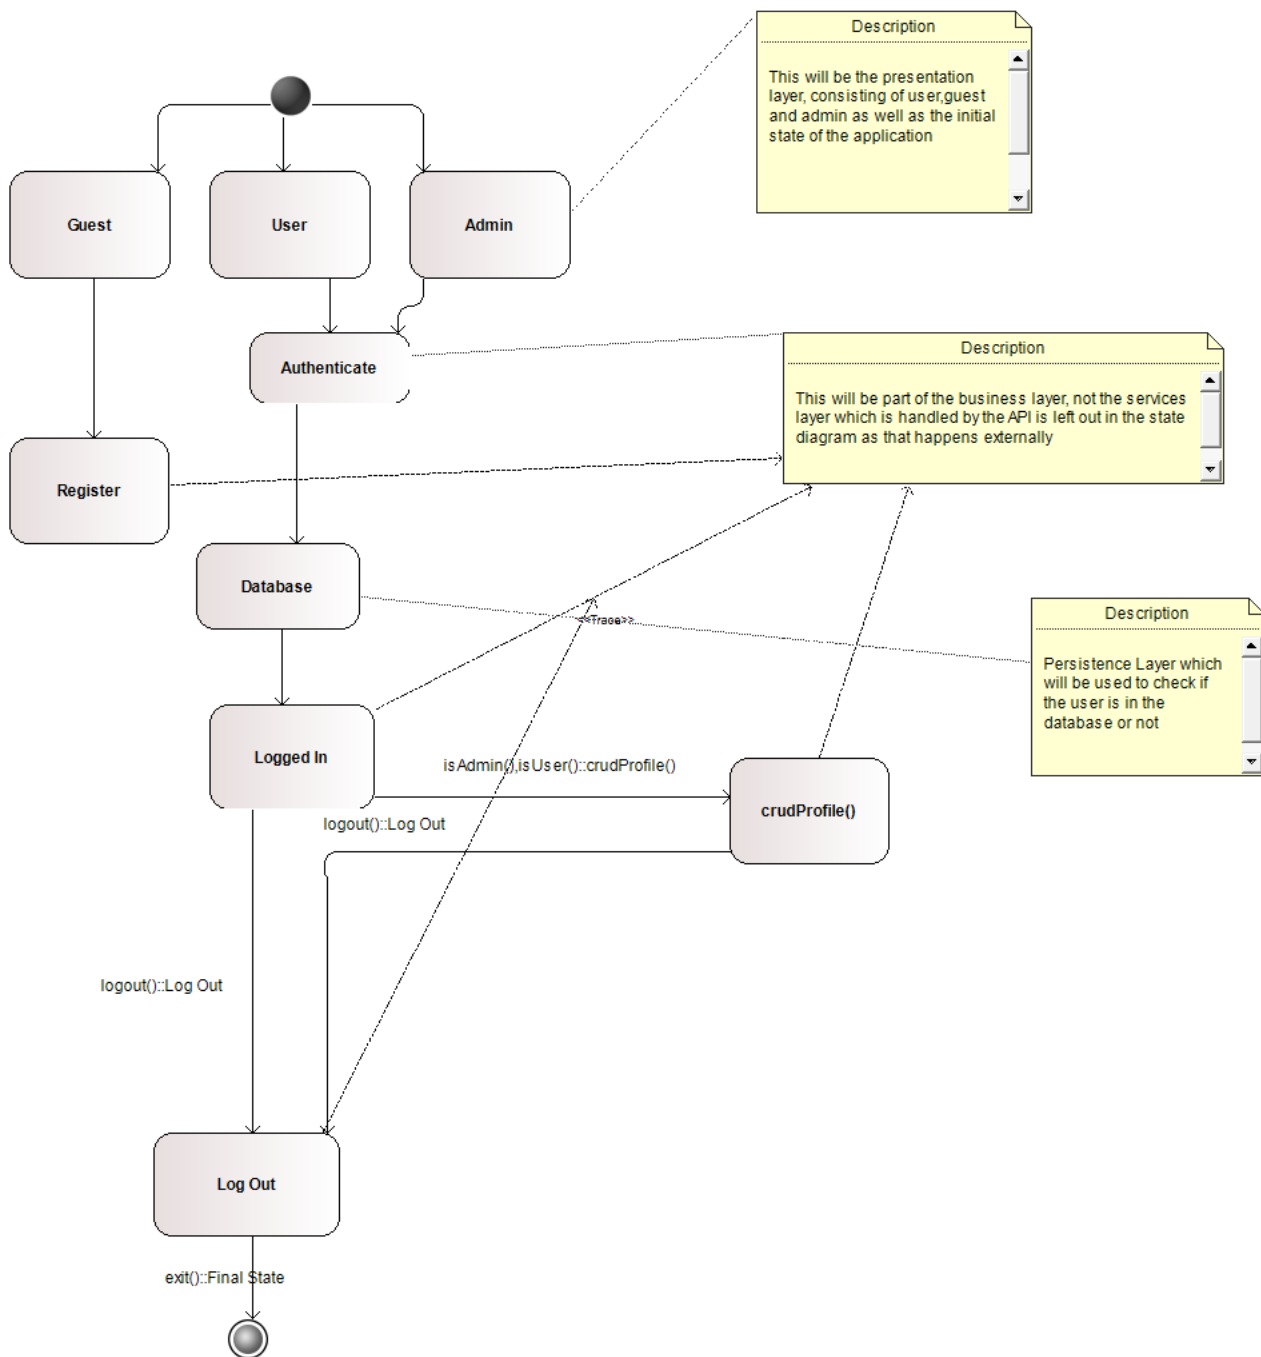 Description
This will be the presentation
layer, consisting of user,guest
and admin as well as the initial
state of the application
Guest
User
Admin
Authenticate
Description
This will be part of the business layer, not the services
layer which is handled by the API is left out in the state
diagram as that happens externally
Register
Database
<<Trace>>
Description
Persistence Layer which
will be used to check if
the user is in the
database or not
Logged In
isAdmin(),isUser()::crudProfile()
crudProfile()
logout()::Log Out
logout()::Log Out
Log Out
exit()::Final State